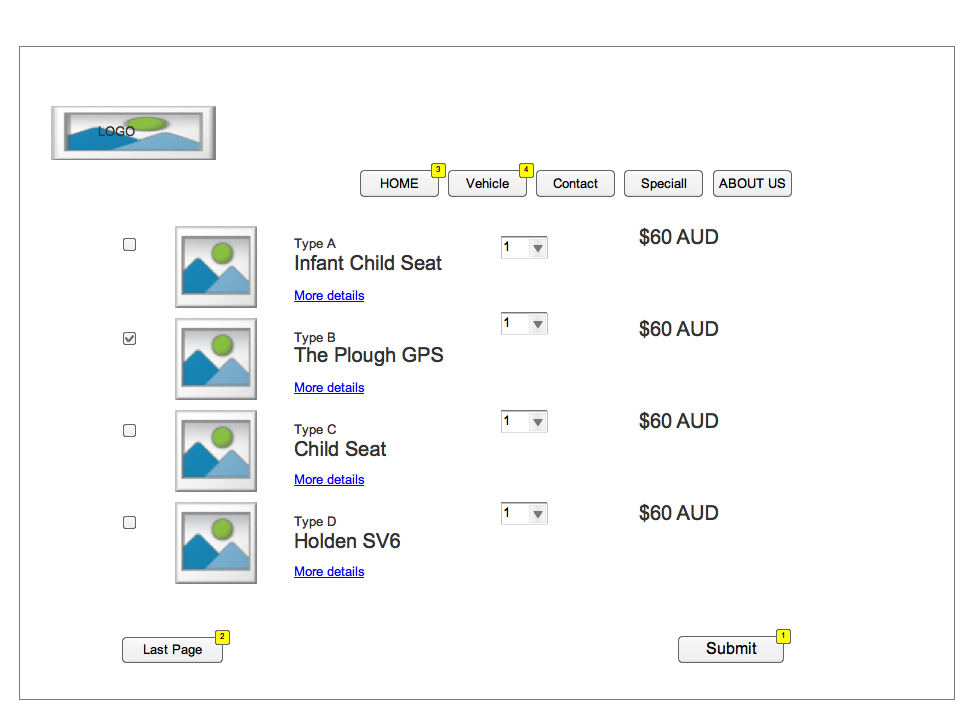 LOGO
3 4
HOME Vehicle Contact Speciall ABOUT US
Type A 1 $60 AUD
Infant Child Seat
More details
Type B 1 $60 AUD
The Plough GPS
More details
Type C 1 $60 AUD
Child Seat
More details
Type D 1 $60 AUD
Holden SV6
More details
2 1
Last Page Submit